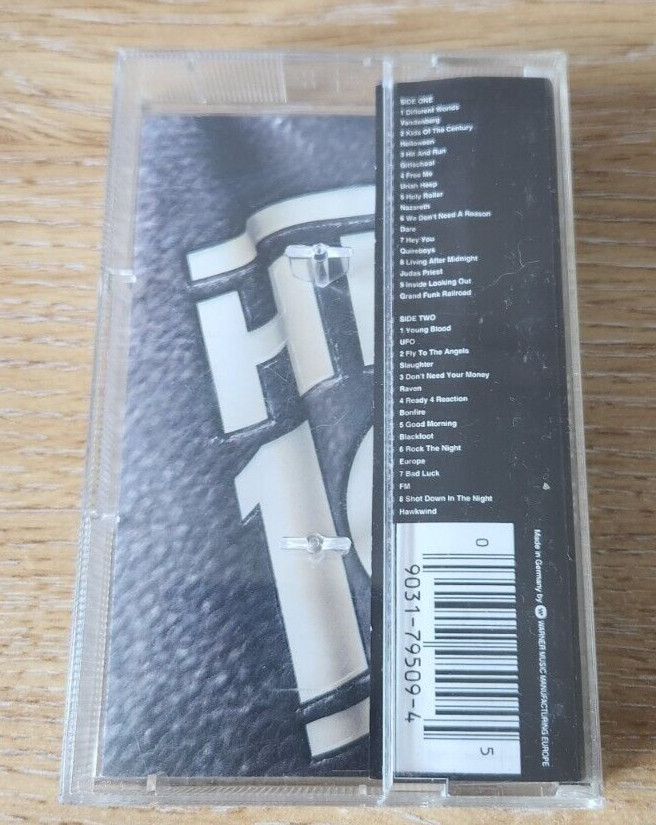 SIDE ONE
1 Different Worlds
Vandenberg
2 Kids Of The Century
Helloween
3 Hit And Run
Girlschool
4 Free Me
Uriah Heep
5 Holy Roller
Nazareth
6 We Don't Need A Reason
Dare
7 Hey You
Quireboys
8 Living After Midnight
Judas Priest
9 Inside Looking Out
Grand Funk Railroad
SIDE TWO
1 Young Blood
UFO
2 Fly To The Angels
Slaughter
3 Don't Need Your Money
Raven
4 Ready 4 Reaction
Bonfire
5 Good Morning
Blackfoot
6 Rock The Night
Europe
7 Bad Luck
FM
8 Shot Down In The Night
Hawkwind
0
9031-79509-4
5
Made in Germany by WARNER MUSIC MANUFACTURING EUROPE
4